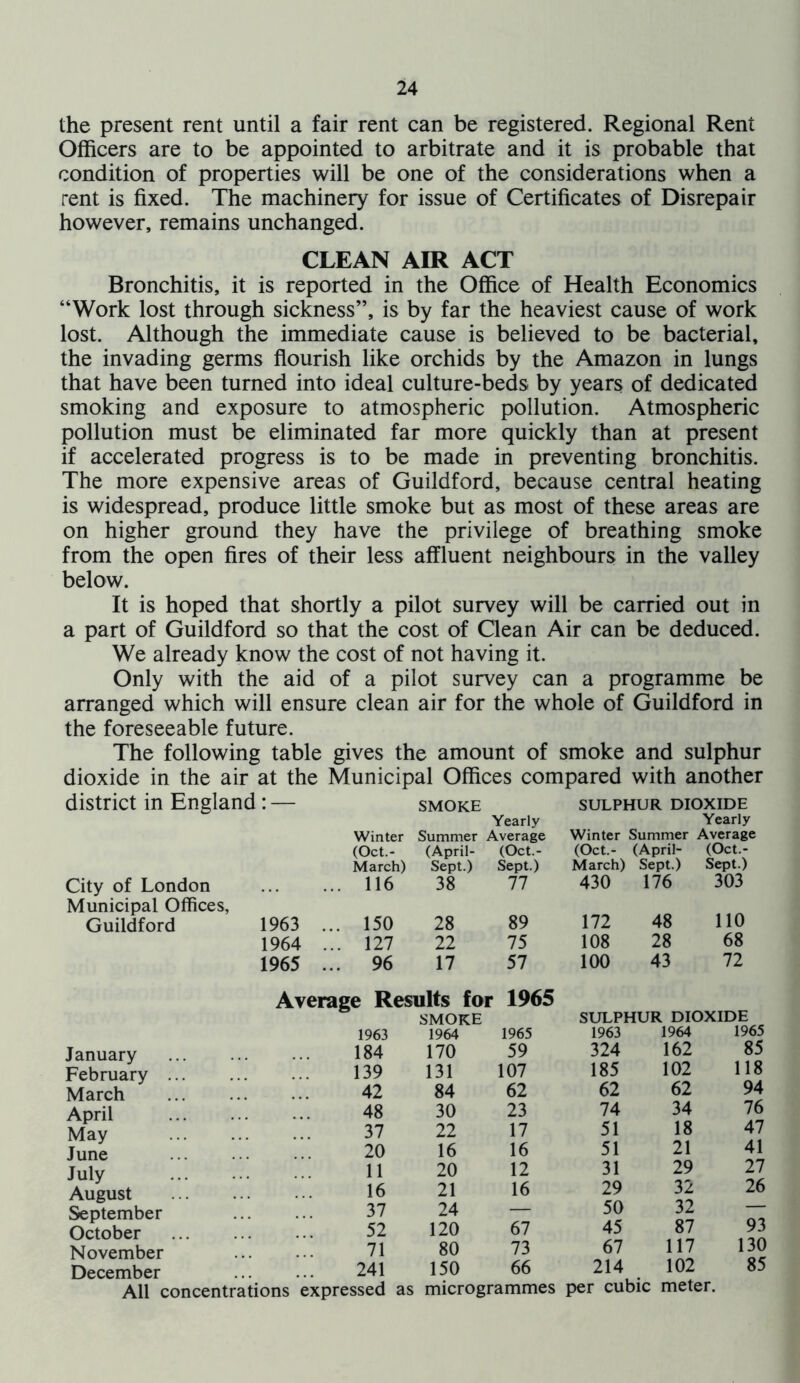 24
the present rent until a fair rent can be registered. Regional Rent
Officers are to be appointed to arbitrate and it is probable that
condition of properties will be one of the considerations when a
rent is fixed. The machinery for issue of Certificates of Disrepair
however, remains unchanged.
CLEAN AIR ACT
Bronchitis, it is reported in the Office of Health Economics
“Work lost through sickness”, is by far the heaviest cause of work
lost. Although the immediate cause is believed to be bacterial,
the invading germs flourish like orchids by the Amazon in lungs
that have been turned into ideal culture-beds by years of dedicated
smoking and exposure to atmospheric pollution. Atmospheric
pollution must be eliminated far more quickly than at present
if accelerated progress is to be made in preventing bronchitis.
The more expensive areas of Guildford, because central heating
is widespread, produce little smoke but as most of these areas are
on higher ground they have the privilege of breathing smoke
from the open fires of their less affluent neighbours in the valley
below.
It is hoped that shortly a pilot survey will be carried out in
a part of Guildford so that the cost of Clean Air can be deduced.
We already know the cost of not having it.
Only with the aid of a pilot survey can a programme be
arranged which will ensure clean air for the whole of Guildford in
the foreseeable future.
The following table gives the amount of smoke and sulphur
dioxide in the air at the Municipal Offices compared with another
district in England :— SMOKE SULPHUR DIOXIDE
Yearly Yearly
Winter Summer Average Winter Summer Average
(Oct.- (April- (Oct.- (Oct.- (April- (Oct.-
March) Sept.) Sept.) March) Sept.) Sept.)
City of London ... ... 116 38 77 430 176 303
Municipal Offices,
Guildford 1963 ... 150 28 89 172 48 110
1964 ... 127 22 75 108 28 68
1965 ... 96 17 57 100 43 72
Average Results for 1965
SMOKE SULPHUR DIOXIDE
1963 1964 1965 1963 1964 1965
January ... ... ... 184 170 59 324 162 85
February ... ... ... 139 131 107 185 102 118
March ... ... ... 42 84 62 62 62 94
April ... ... ... 48 30 23 74 34 76
May ... ... ... 37 22 17 51 18 47
June ... ... ... 20 16 16 51 21 41
July ... ... ... 11 20 12 31 29 27
August ... ... ... 16 21 16 29 32 26
September ... ... 37 24 — 50 32 —
October ... ... ... 52 120 67 45 87 93
November ... ... 71 80 73 67 117 130
December ... ... 241 150 66 214 102 85
All concentrations expressed as microgrammes per cubic meter.